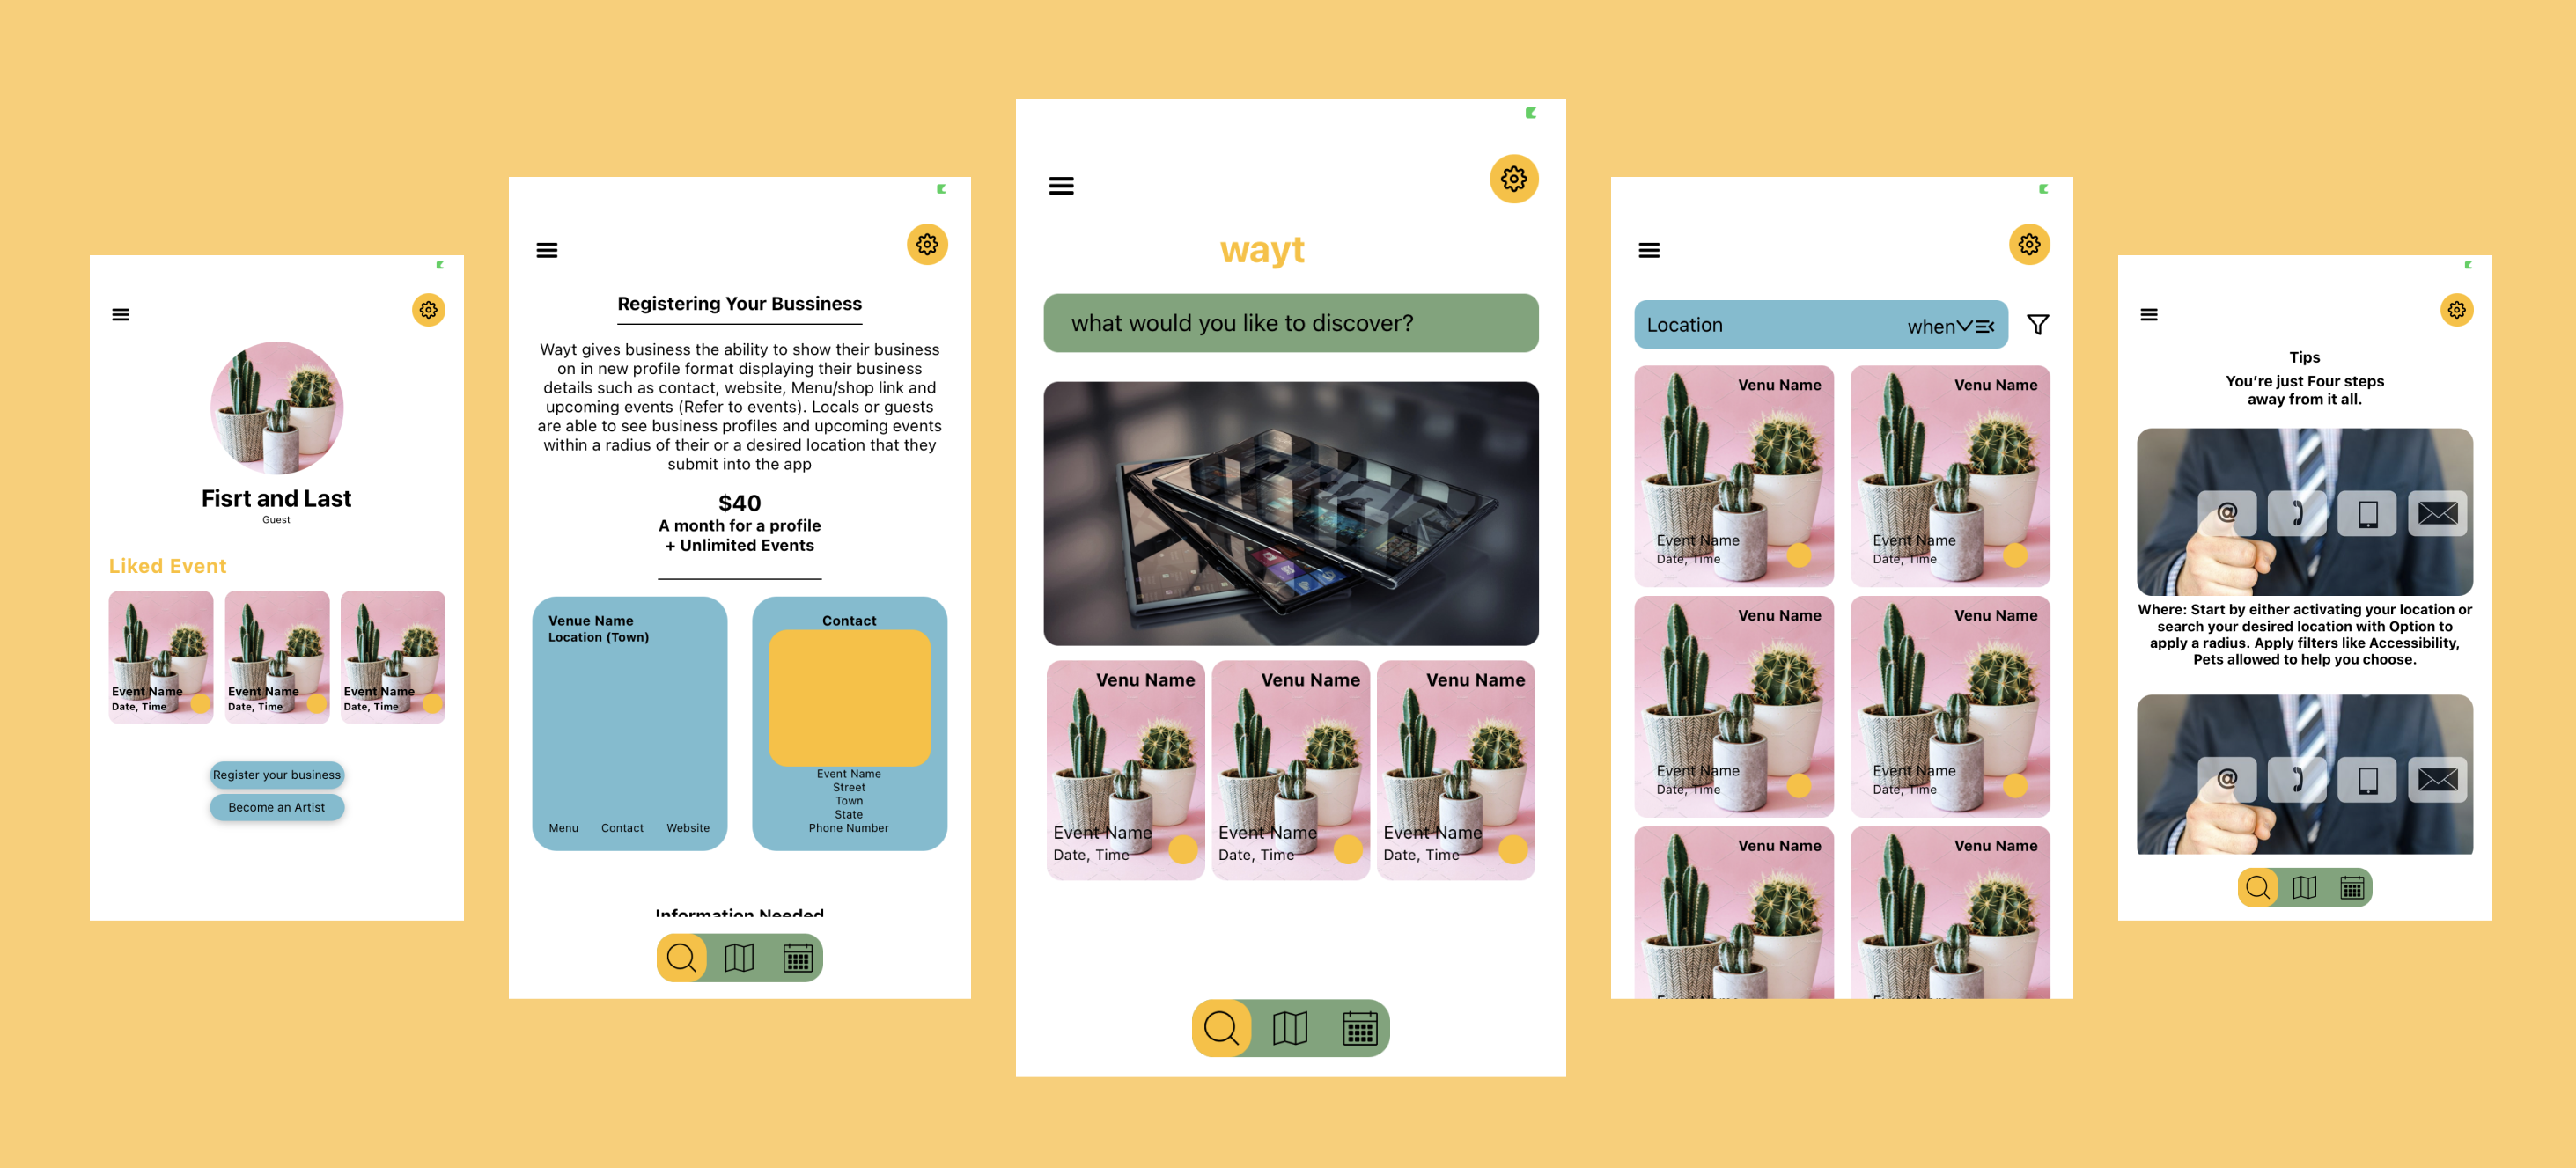 Fisrt and Last
Guest
Liked Event
Event Name
Date, Time
Event Name
Date, Time
Event Name
Date, Time
Register your business
Become an Artist
Registering Your Bussiness
Wayt gives business the ability to show their business
on in new profile format displaying their business
details such as contact, website, Menu/shop link and
upcoming events (Refer to events). Locals or guests
are able to see business profiles and upcoming events
within a radius of their or a desired location that they
submit into the app
$40
A month for a profile
+ Unlimited Events
Venue Name
Location (Town)
Menu Contact Website
Contact
Event Name
Street
Town
State
Phone Number
Information Needed
wayt
what would you like to discover?
Venu Name
Event Name
Date, Time
Venu Name
Event Name
Date, Time
Venu Name
Event Name
Date, Time
Location when
Venu Name
Event Name
Date, Time
Venu Name
Event Name
Date, Time
Venu Name
Event Name
Date, Time
Venu Name
Event Name
Date, Time
Venu Name
Event Name
Venu Name
Event Name
Tips
You’re just Four steps
away from it all.
@
Where: Start by either activating your location or
search your desired location with Option to
apply a radius. Apply filters like Accessibility,
Pets allowed to help you choose.
@